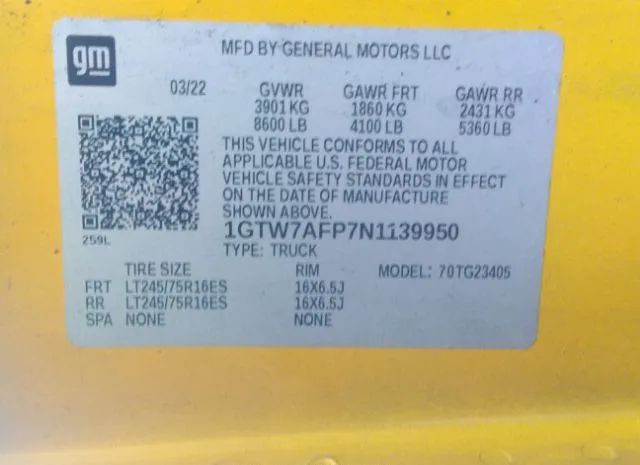 gm
MFD BY GENERAL MOTORS LLC
03/22 GVWR GAWR FRT GAWR RR
3901 KG 1860 KG 2431 KG
8600 LB 4100 LB 5360 LB
THIS VEHICLE CONFORMS TO ALL
APPLICABLE U.S. FEDERAL MOTOR
VEHICLE SAFETY STANDARDS IN EFFECT
ON THE DATE OF MANUFACTURE
SHOWN ABOVE.
259L
1GTW7AFP7N1139950
TYPE: TRUCK
TIRE SIZE RIM MODEL: 70TG23405
FRT LT245/75R16ES 16X6.5J
RR LT245/75R16ES 16X6.5J
SPA NONE NONE